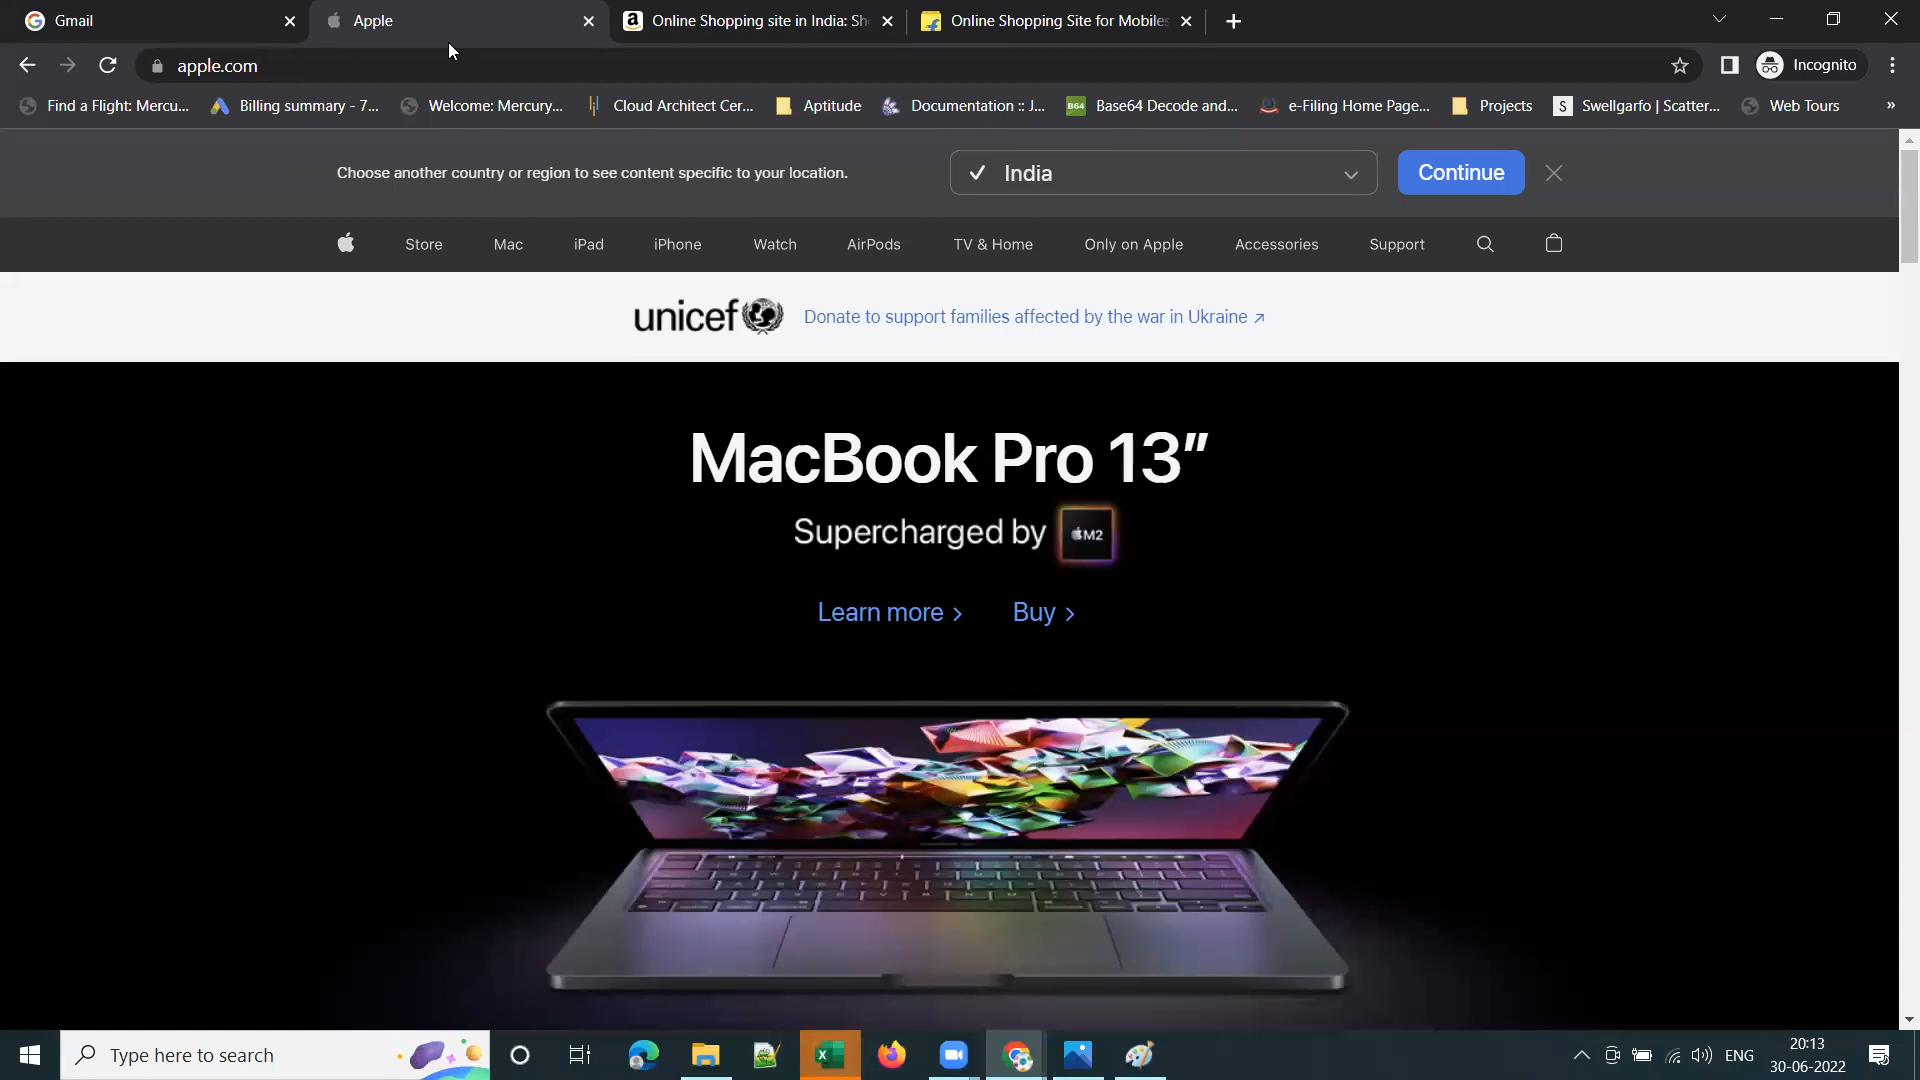 Gmail
Apple
Online Shopping site in India: Sh
Online Shopping Site for Mobiles
apple.com
Incognito
Find a Flight: Mercu...
Billing summary - 7...
Welcome: Mercury...
Cloud Architect Cer...
Aptitude
Documentation :: J...
B64
Base64 Decode and...
e-Filing Home Page...
Projects
S
Swellgarfo | Scatter...
Web Tours
»
Choose another country or region to see content specific to your location.
India
Continue
Store
Mac
iPad
iPhone
Watch
AirPods
TV & Home
Only on Apple
Accessories
Support
unicef
Donate to support families affected by the war in Ukraine ↗
MacBook Pro 13”
Supercharged by
M2
Learn more >
Buy >
Type here to search
ENG
20:13
30-06-2022